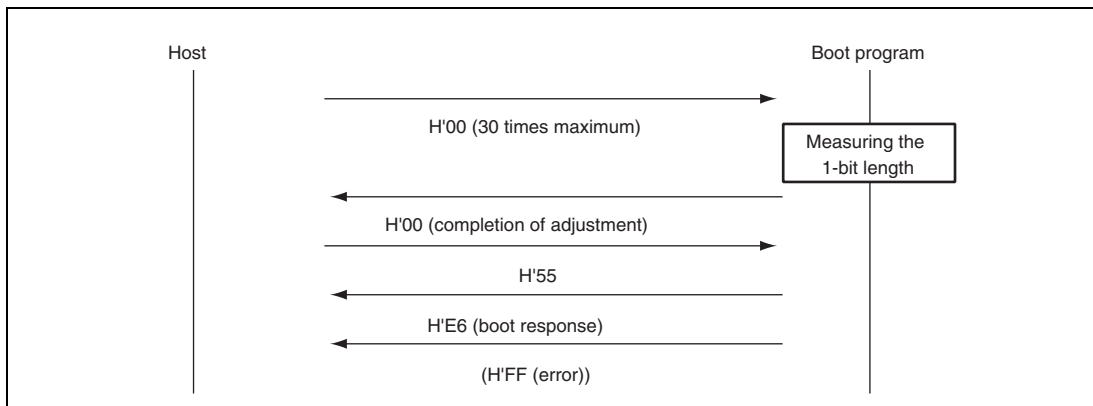 Host
Boot program
H'00 (30 times maximum)
Measuring the
1-bit length
H'00 (completion of adjustment)
H'55
H'E6 (boot response)
(H'FF (error))